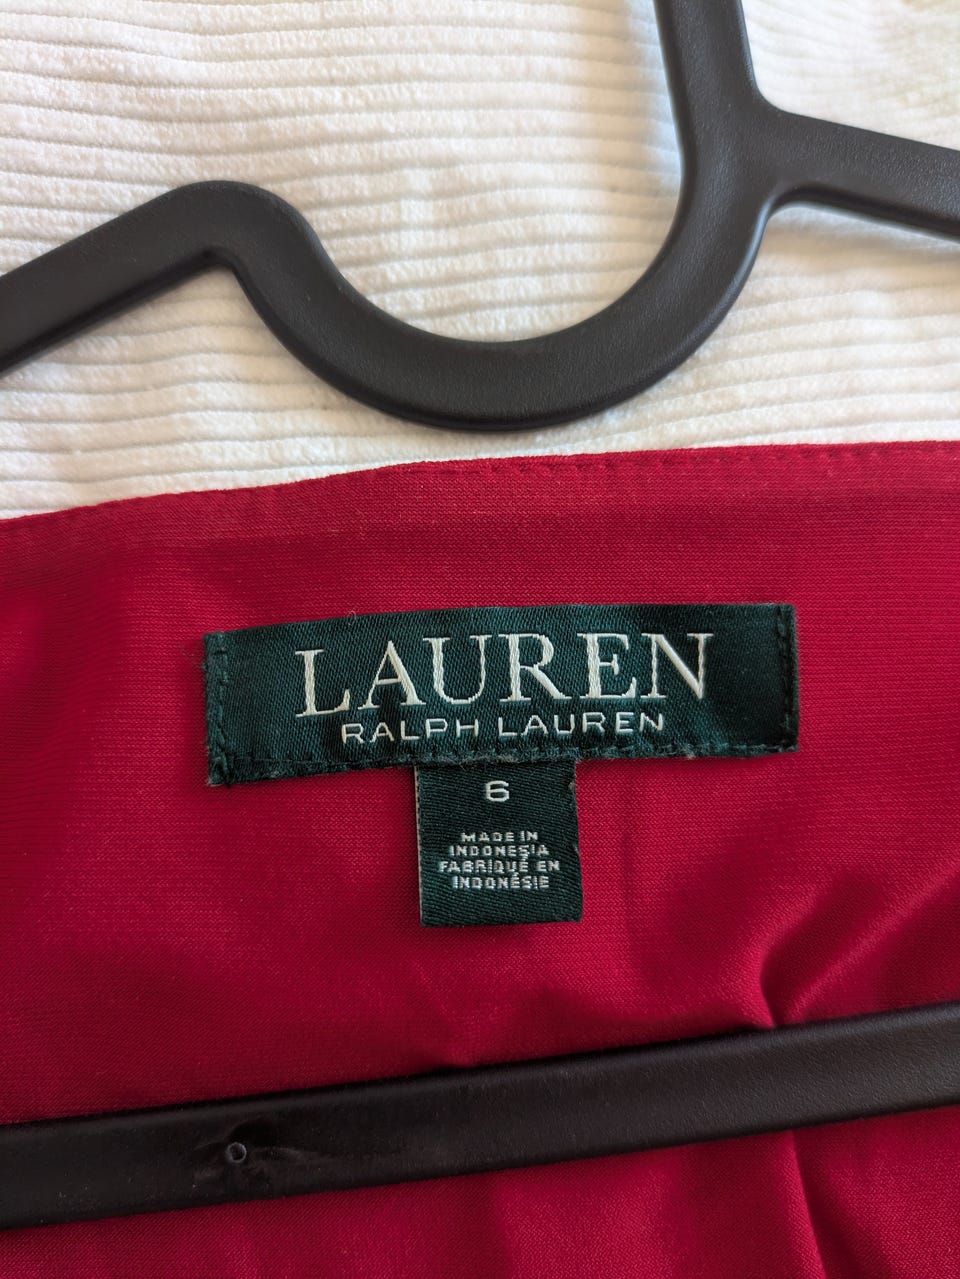 LAUREN
RALPH LAUREN
6
MADE IN
INDONESIA
FABRIQUÉ EN
INDONÉSIE